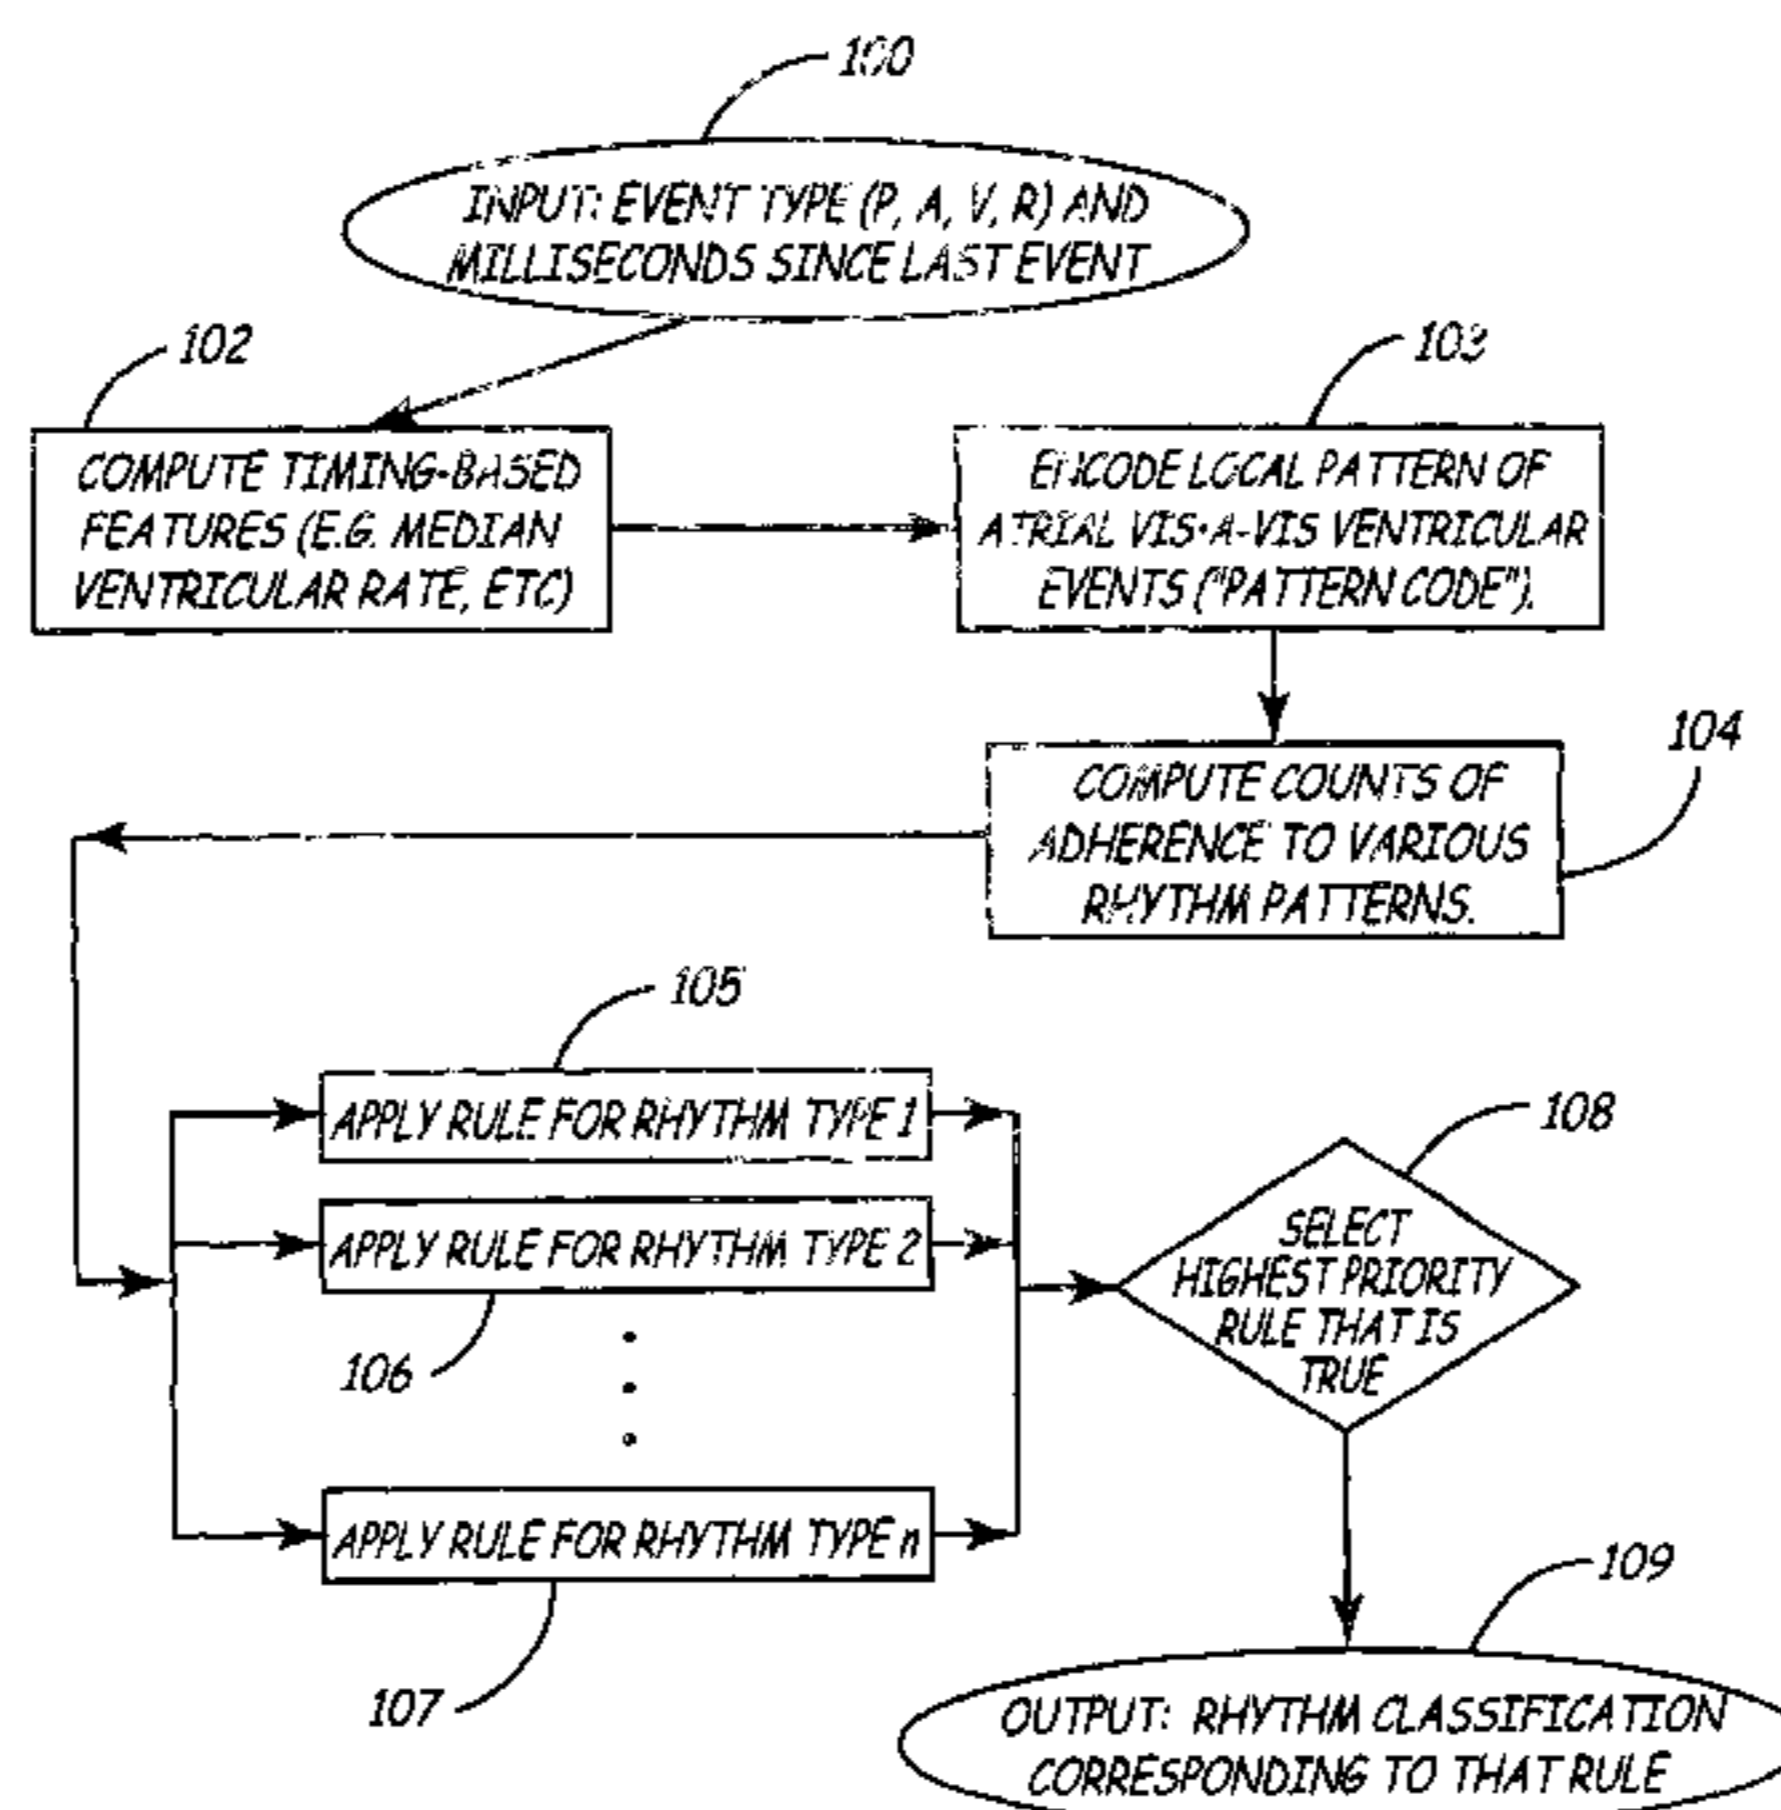 100
INPUT: EVENT TYPE (P, A, V, R) AND
MILLISECONDS SINCE LAST EVENT
102
COMPUTE TIMING-BASED
FEATURES (E.G. MEDIAN
VENTRICULAR RATE, ETC)
103
ENCODE LOCAL PATTERN OF
ATRIAL VIS-A-VIS VENTRICULAR
EVENTS ("PATTERN CODE").
104
COMPUTE COUNTS OF
ADHERENCE TO VARIOUS
RHYTHM PATTERNS.
105
APPLY RULE FOR RHYTHM TYPE 1
APPLY RULE FOR RHYTHM TYPE 2
106
APPLY RULE FOR RHYTHM TYPE n
107
108
SELECT
HIGHEST PRIORITY
RULE THAT IS
TRUE
109
OUTPUT: RHYTHM CLASSIFICATION
CORRESPONDING TO THAT RULE